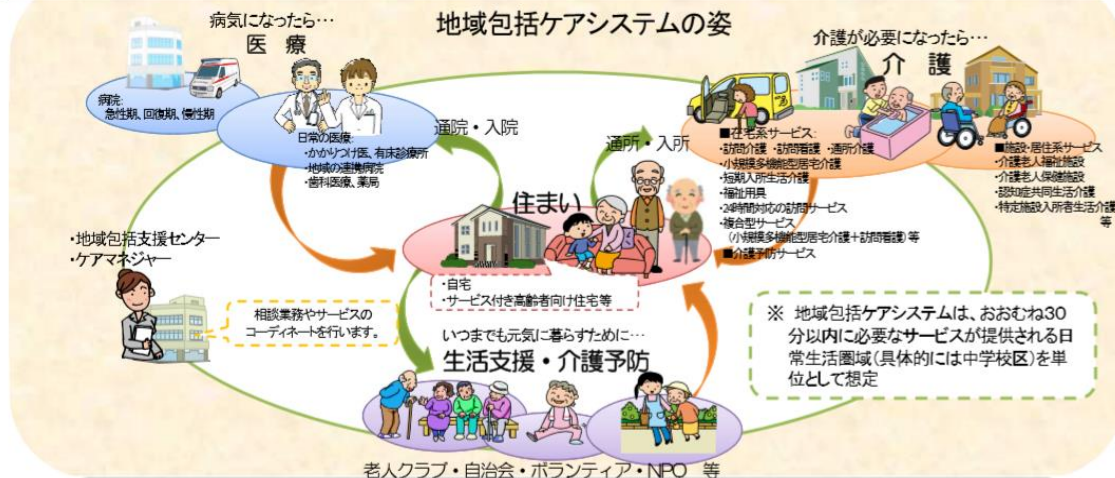 地域包括ケアシステムの姿
病気になったら…
医 療
病院:
急性期、回復期、慢性期
日常の医療:
・かかりつけ医、有床診療所
・地域の連携病院
・歯科医療、薬局
通院・入院
通所・入所
介護が必要になったら…
介 護
■在宅系サービス:
・訪問介護 ・訪問看護 ・通所介護
・小規模多機能型居宅介護
・短期入所生活介護
・福祉用具
・24時間対応の訪問サービス
・複合型サービス
（小規模多機能型居宅介護＋訪問看護）等
■介護予防サービス
■施設・居住系サービス
・介護老人福祉施設
・介護老人保健施設
・認知症共同生活介護
・特定施設入所者生活介護
等
住まい
・自宅
・サービス付き高齢者向け住宅等
・地域包括支援センター
・ケアマネジャー
相談業務やサービスの
コーディネートを行います。
いつまでも元気に暮らすために…
生活支援・介護予防
老人クラブ・自治会・ボランティア・NPO 等
※ 地域包括ケアシステムは、おおむね30
分以内に必要なサービスが提供される日
常生活圏域（具体的には中学校区）を単
位として想定